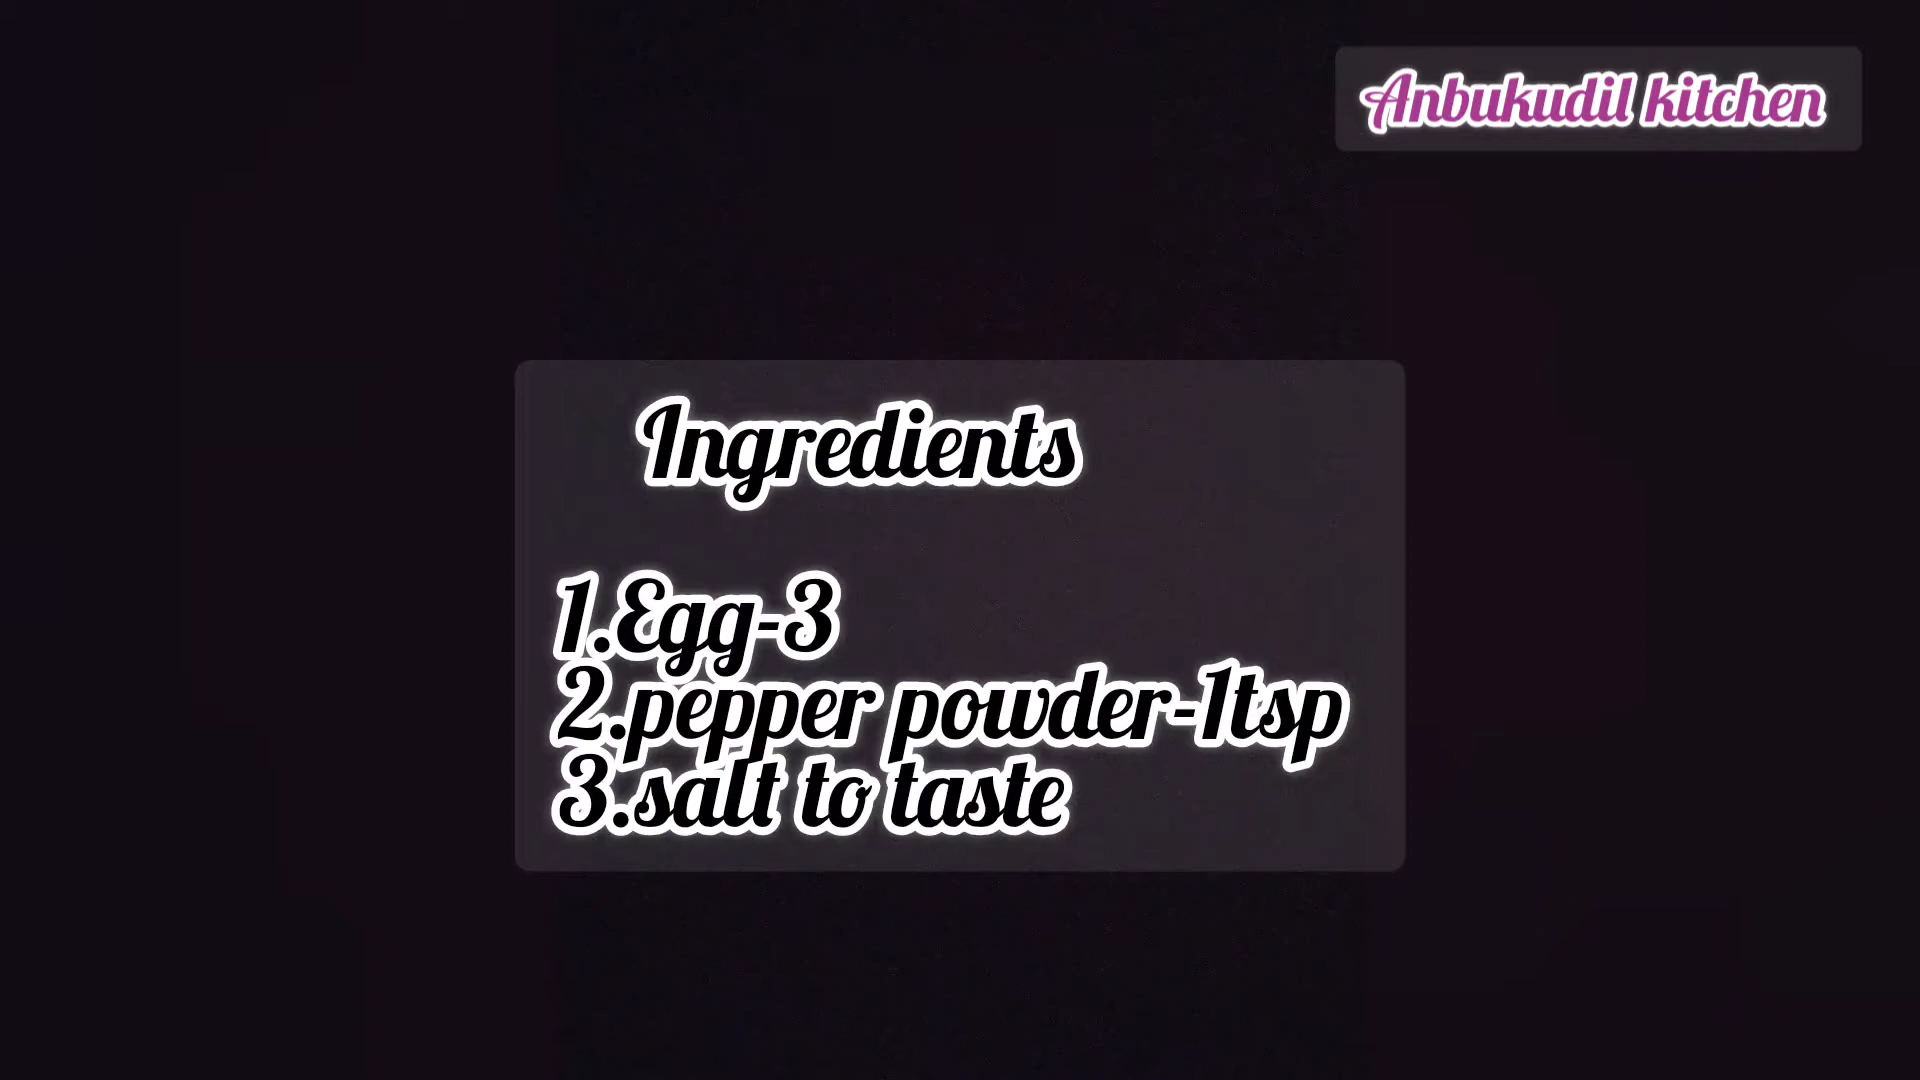 Anbukudil kitchen
Ingredients
1.Egg-3
2.pepper powder-1tsp
3.salt to taste